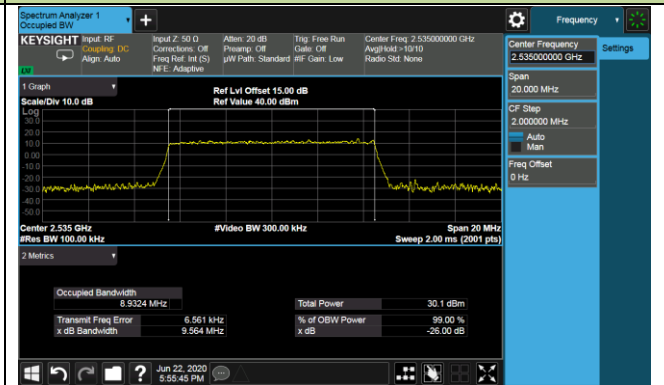 Spectrum Analyzer 1
Occupied BW
Frequency
KEYSIGHT
Input: RF
Coupling: DC
Align: Auto
Input Z: 50 Ω
Corrections: Off
Freq Ref: Int (S)
NFE: Adaptive
Atten: 20 dB
Preamp: Off
µW Path: Standard
Trig: Free Run
Gate: Off
#IF Gain: Low
Center Freq: 2.535000000 GHz
Avg|Hold:>10/10
Radio Std: None
LXI
Center Frequency
2.535000000 GHz
Settings
Span
20.000 MHz
CF Step
2.000000 MHz
Auto
Man
Freq Offset
0 Hz
1 Graph
Scale/Div 10.0 dB
Ref Lvl Offset 15.00 dB
Ref Value 40.00 dBm
Log
30.0
20.0
10.0
0.00
-10.0
-20.0
-30.0
-40.0
-50.0
Center 2.535 GHz
#Res BW 100.00 kHz
#Video BW 300.00 kHz
Span 20 MHz
Sweep 2.00 ms (2001 pts)
2 Metrics
Occupied Bandwidth
8.9324 MHz
Total Power 30.1 dBm
Transmit Freq Error 6.561 kHz
% of OBW Power 99.00 %
x dB Bandwidth 9.564 MHz
x dB -26.00 dB
Jun 22, 2020
5:55:45 PM